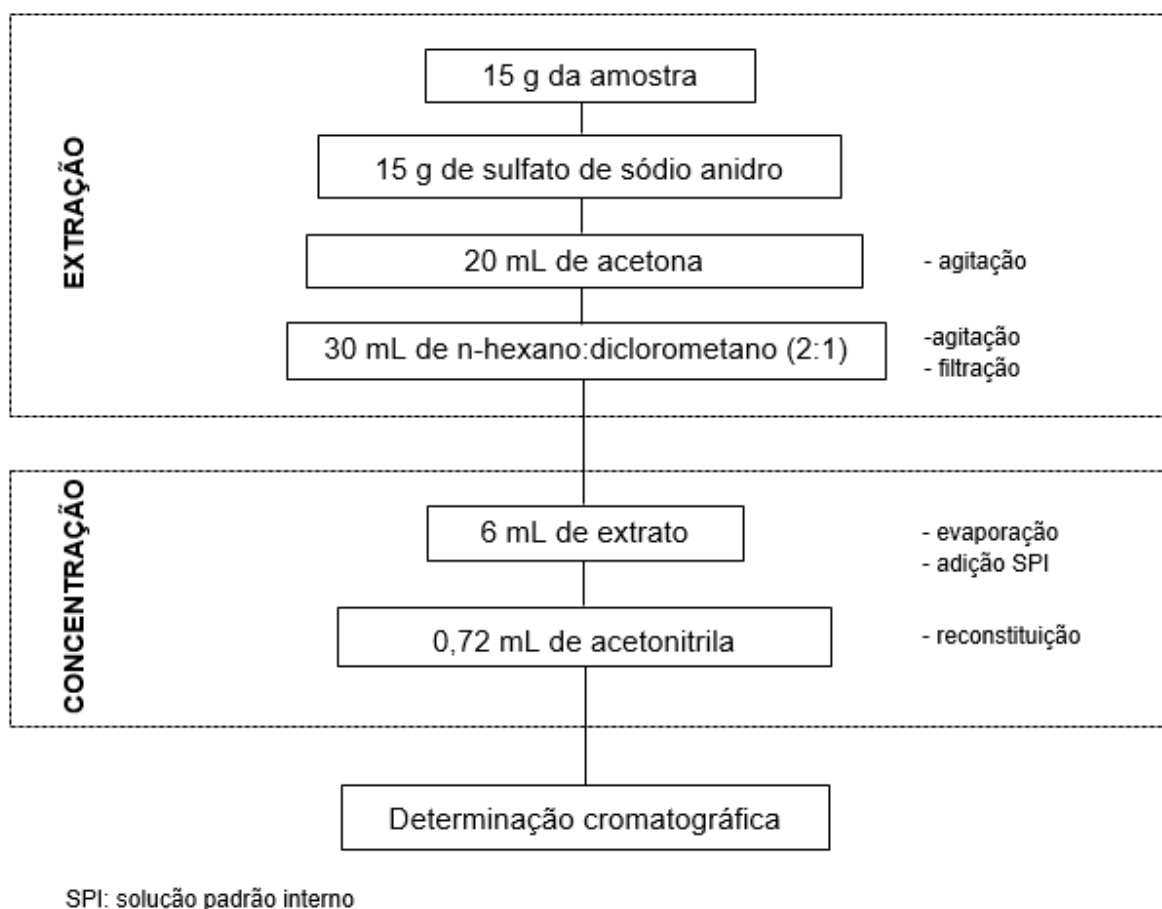 EXTRAÇÃO
15 g da amostra
15 g de sulfato de sódio anidro
20 mL de acetona
- agitação
30 mL de n-hexano:diclorometano (2:1)
-agitação
- filtração
CONCENTRAÇÃO
6 mL de extrato
- evaporação
- adição SPI
0,72 mL de acetonitrila
- reconstituição
Determinação cromatográfica
SPI: solução padrão interno